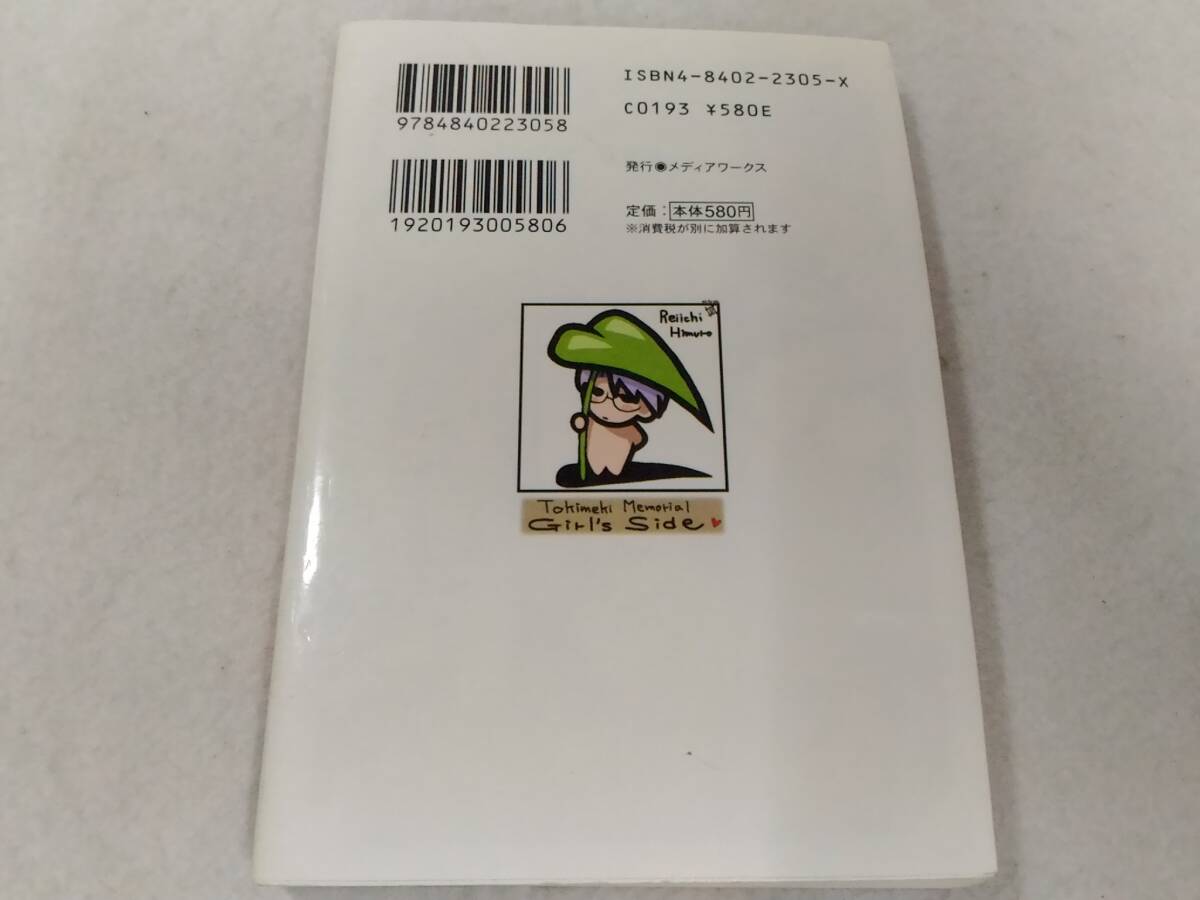 ISBN4-8402-2305-X
C0193 ¥580E
9784840223058
発行◉メディアワークス
定価：本体580円
※消費税が別に加算されます
1920193005806
Reiichi
Himuro
Tokimeki Memorial
Girl's Side